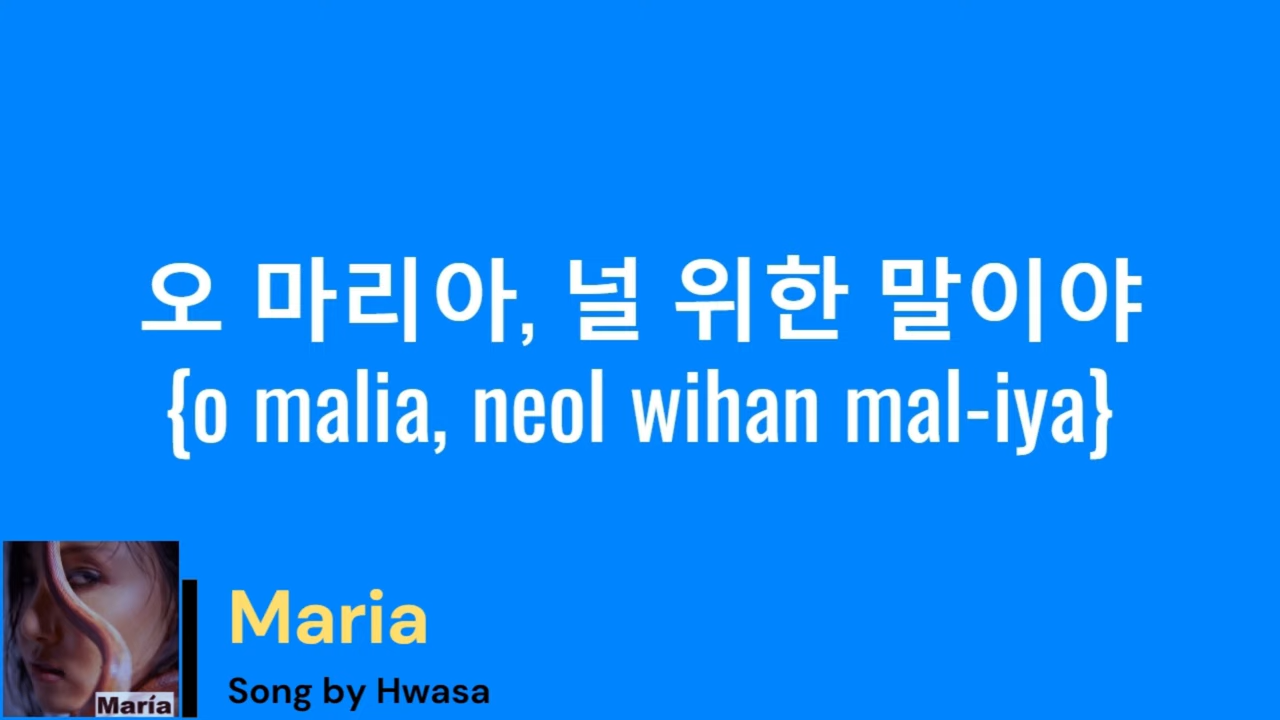 오 마리아, 널 위한 말이야
{o malia, neol wihan mal-iya}
María
Maria
Song by Hwasa